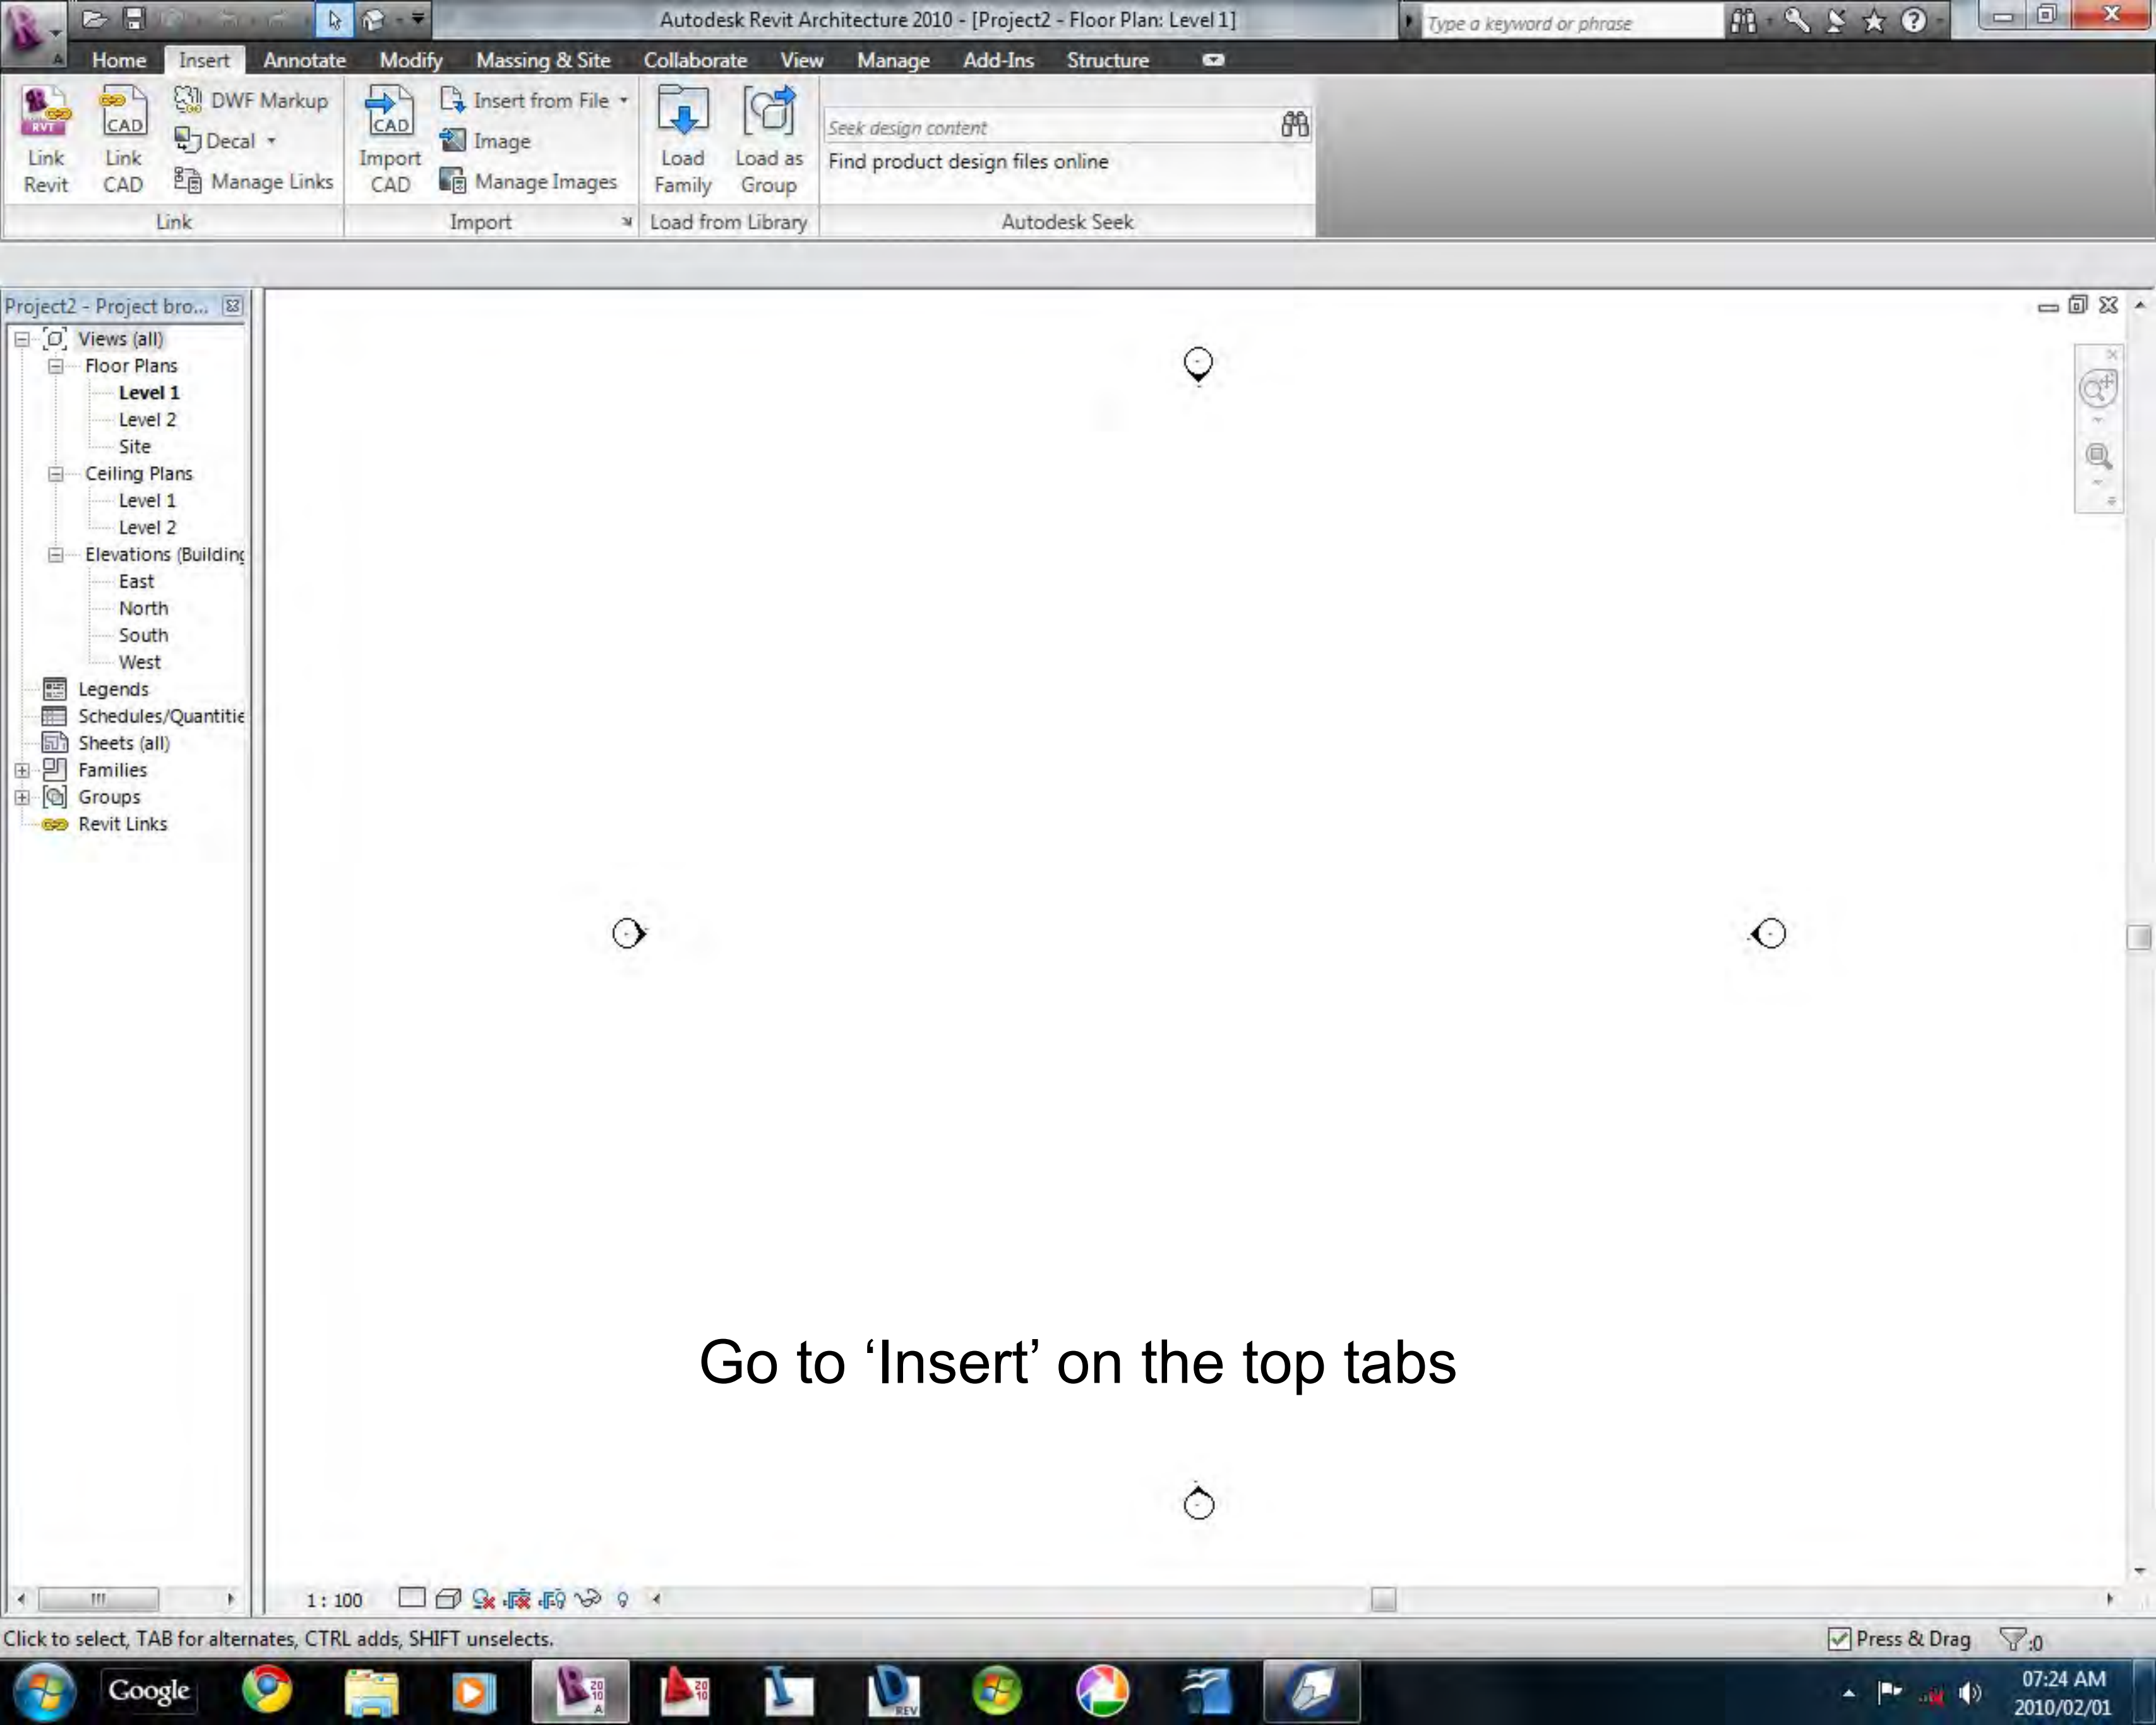 Autodesk Revit Architecture 2010 - [Project2 - Floor Plan: Level 1]
Type a keyword or phrase
Home Insert Annotate Modify Massing & Site Collaborate View Manage Add-Ins Structure
RVT
Link Revit
CAD
Link CAD
DWF Markup
Decal
Manage Links
Link
CAD
Import CAD
Insert from File
Image
Manage Images
Import
Load Family
Load as Group
Load from Library
Seek design content
Find product design files online
Autodesk Seek
Project2 - Project bro...
Views (all)
Floor Plans
Level 1
Level 2
Site
Ceiling Plans
Level 1
Level 2
Elevations (Building
East
North
South
West
Legends
Schedules/Quantitie
Sheets (all)
Families
Groups
Revit Links
Go to ‘Insert’ on the top tabs
1 : 100
Click to select, TAB for alternates, CTRL adds, SHIFT unselects.
Press & Drag
:0
Google
07:24 AM
2010/02/01